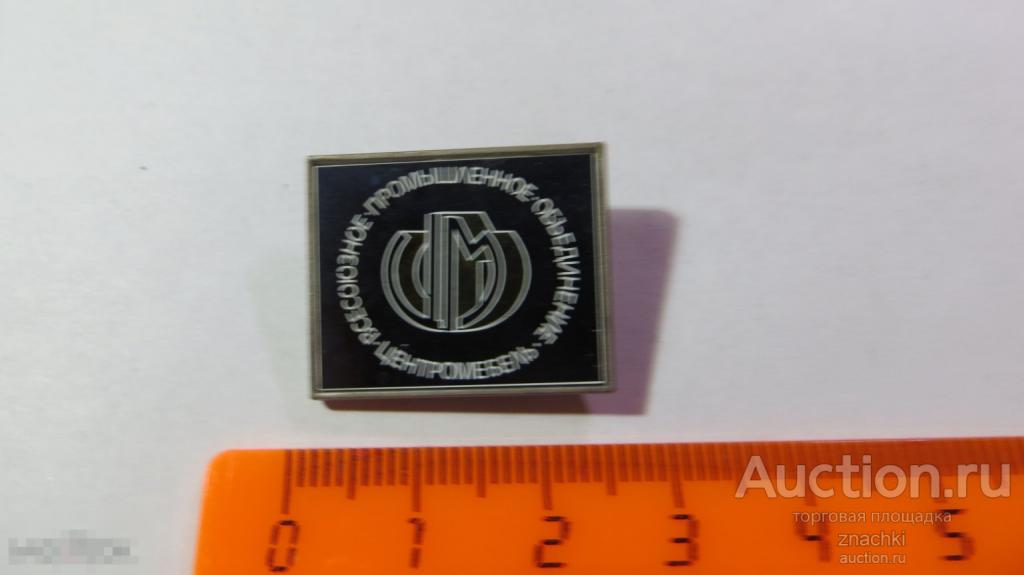 ВСЕСОЮЗНОЕ·ПРОМЫШЛЕННОЕ·ОБЪЕДИНЕНИЕ
"ЦЕНТРОМЕБЕЛЬ"
0 1 2 3 4 5
Auction.ru
торговая площадка
znachki
auction.ru